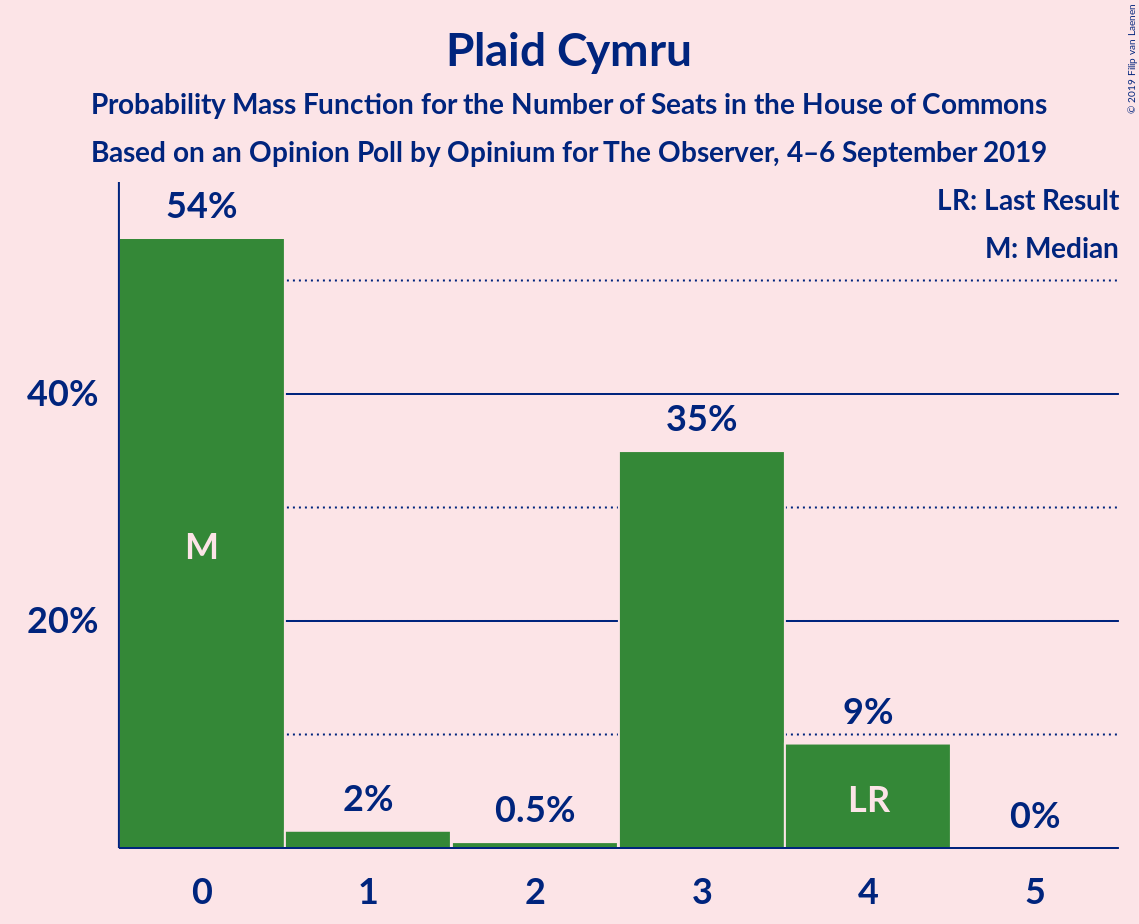 Plaid Cymru
Probability Mass Function for the Number of Seats in the House of Commons
Based on an Opinion Poll by Opinium for The Observer, 4–6 September 2019
© 2019 Filip van Laenen
LR: Last Result
M: Median
54%
40%
35%
M
20%
9%
2%
0.5%
LR
0%
0 1 2 3 4 5